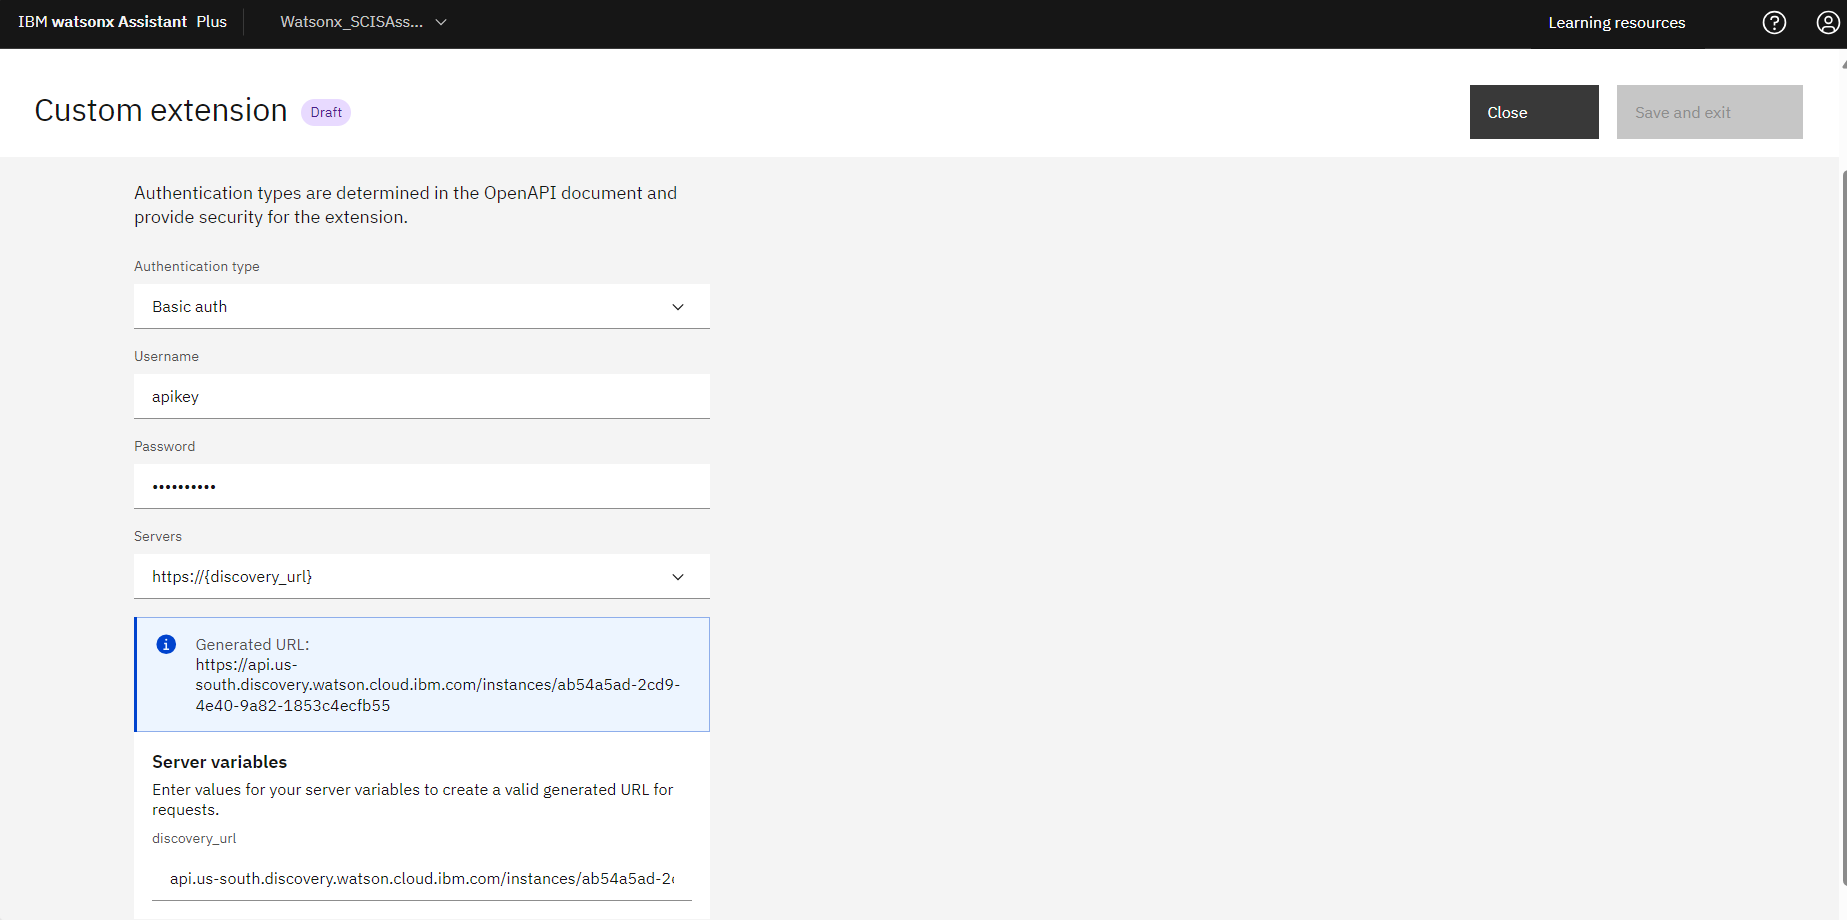 IBM watsonx Assistant Plus
Watsonx_SCISAss...
Learning resources
Custom extension
Draft
Close
Save and exit
Authentication types are determined in the OpenAPI document and
provide security for the extension.
Authentication type
Basic auth
Username
apikey
Password
••••••••••
Servers
https://{discovery_url}
Generated URL:
https://api.us-
south.discovery.watson.cloud.ibm.com/instances/ab54a5ad-2cd9-
4e40-9a82-1853c4ecfb55
Server variables
Enter values for your server variables to create a valid generated URL for
requests.
discovery_url
api.us-south.discovery.watson.cloud.ibm.com/instances/ab54a5ad-2